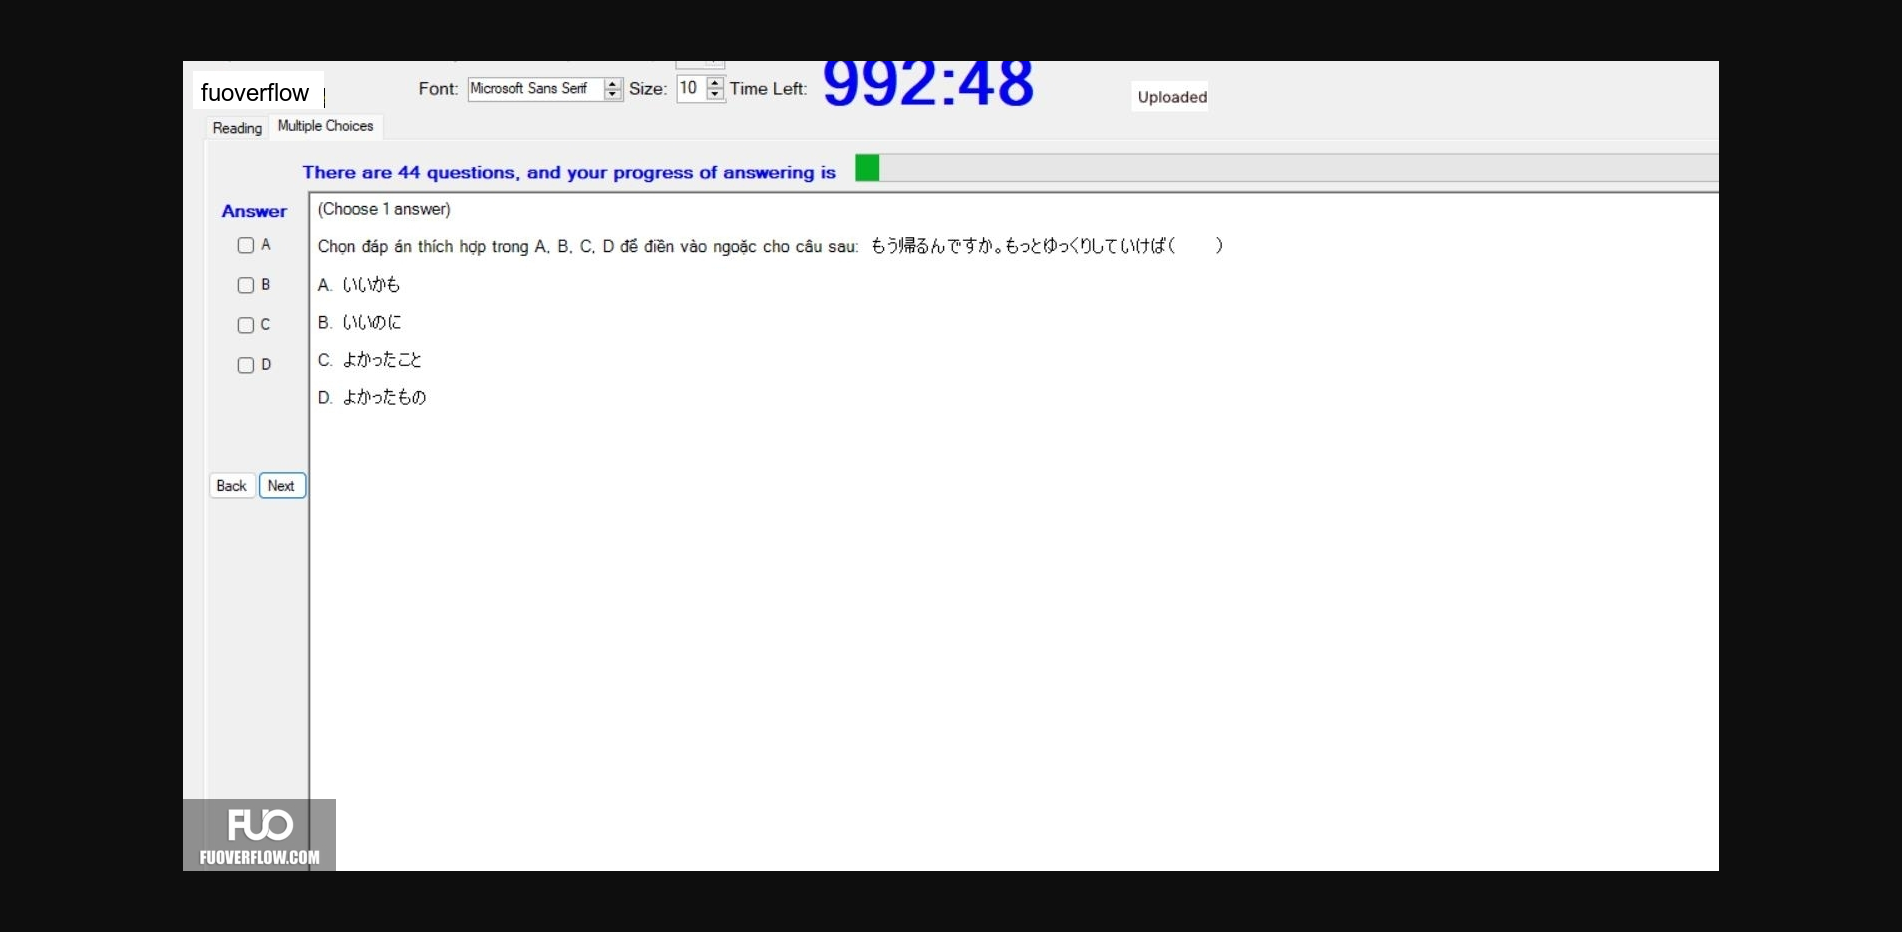 fuoverflow
Font: Microsoft Sans Serif Size: 10 Time Left: 992:48
Uploaded
Reading Multiple Choices
There are 44 questions, and your progress of answering is
Answer
(Choose 1 answer)
Chọn đáp án thích hợp trong A, B, C, D để điền vào ngoặc cho câu sau: もう帰るんですか。もっとゆっくりしていけば( )
A
B
C
D
A. いいかも
B. いいのに
C. よかったこと
D. よかったもの
Back Next
FUO
FUOVERFLOW.COM